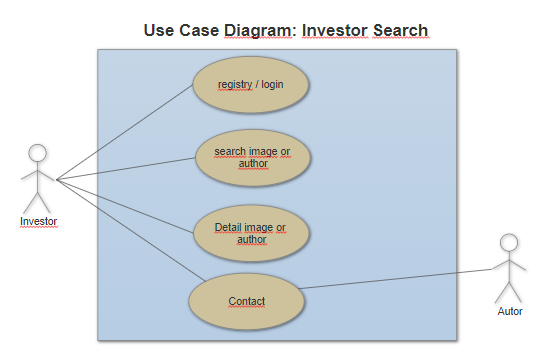 Use Case Diagram: Investor Search
registry / login
search image or
author
Investor
Detail image or
author
Contact
Autor